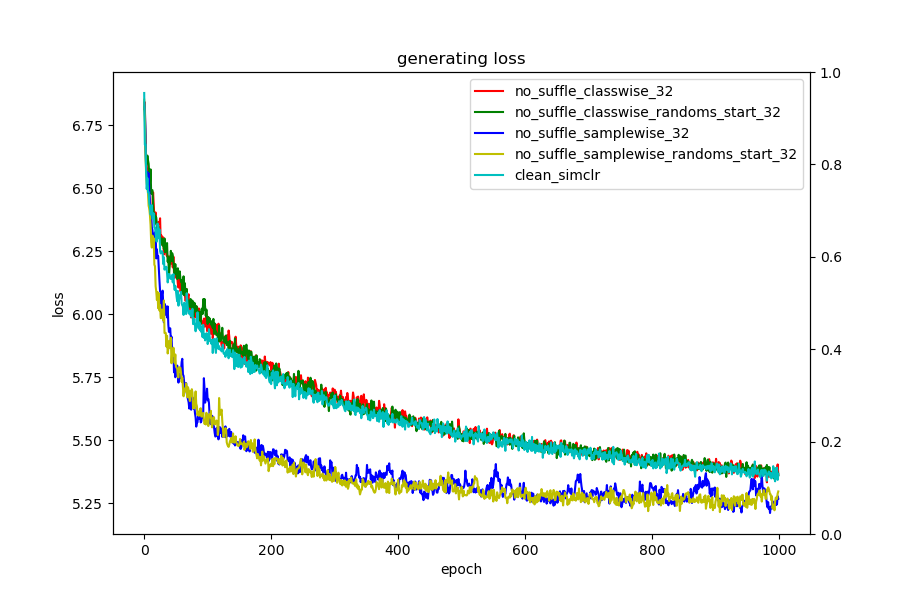 generating loss
no_suffle_classwise_32
no_suffle_classwise_randoms_start_32
no_suffle_samplewise_32
no_suffle_samplewise_randoms_start_32
clean_simclr
loss
6.75
6.50
6.25
6.00
5.75
5.50
5.25
1.0
0.8
0.6
0.4
0.2
0.0
0 200 400 600 800 1000
epoch